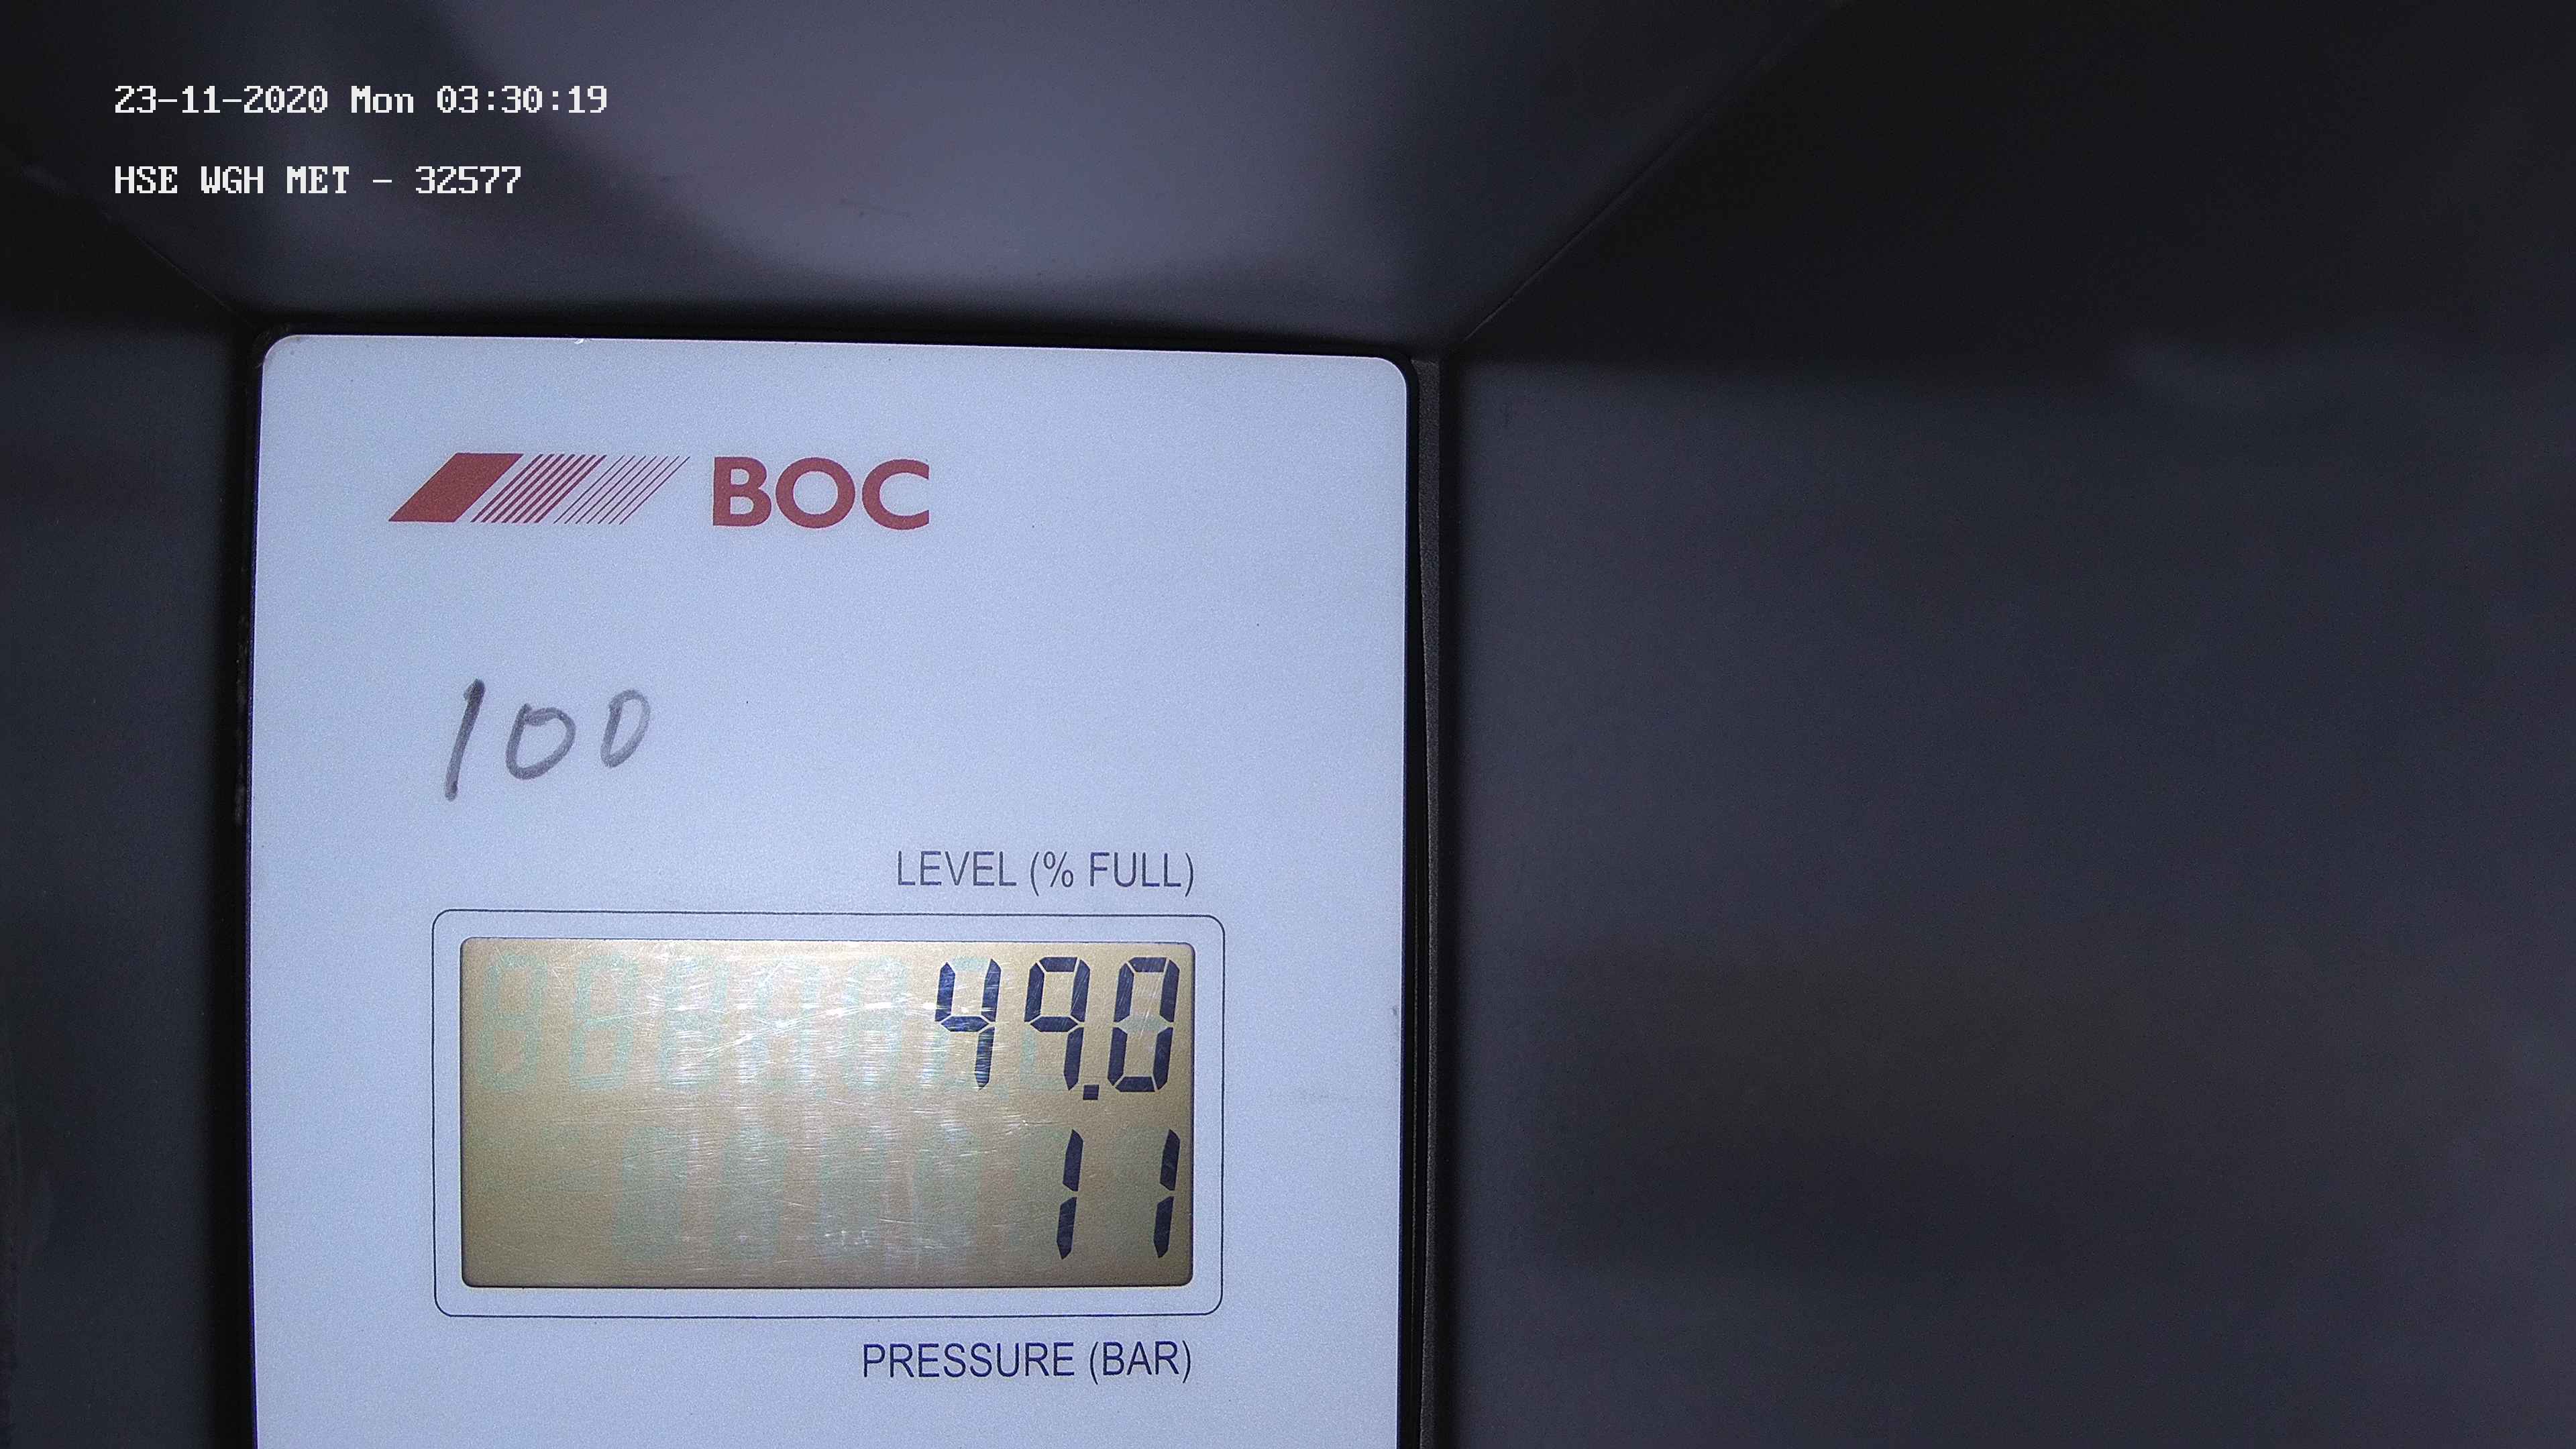 23-11-2020 Mon 03:30:19
HSE WGH MET - 32577
BOC
100
LEVEL (% FULL)
49.0
11
PRESSURE (BAR)